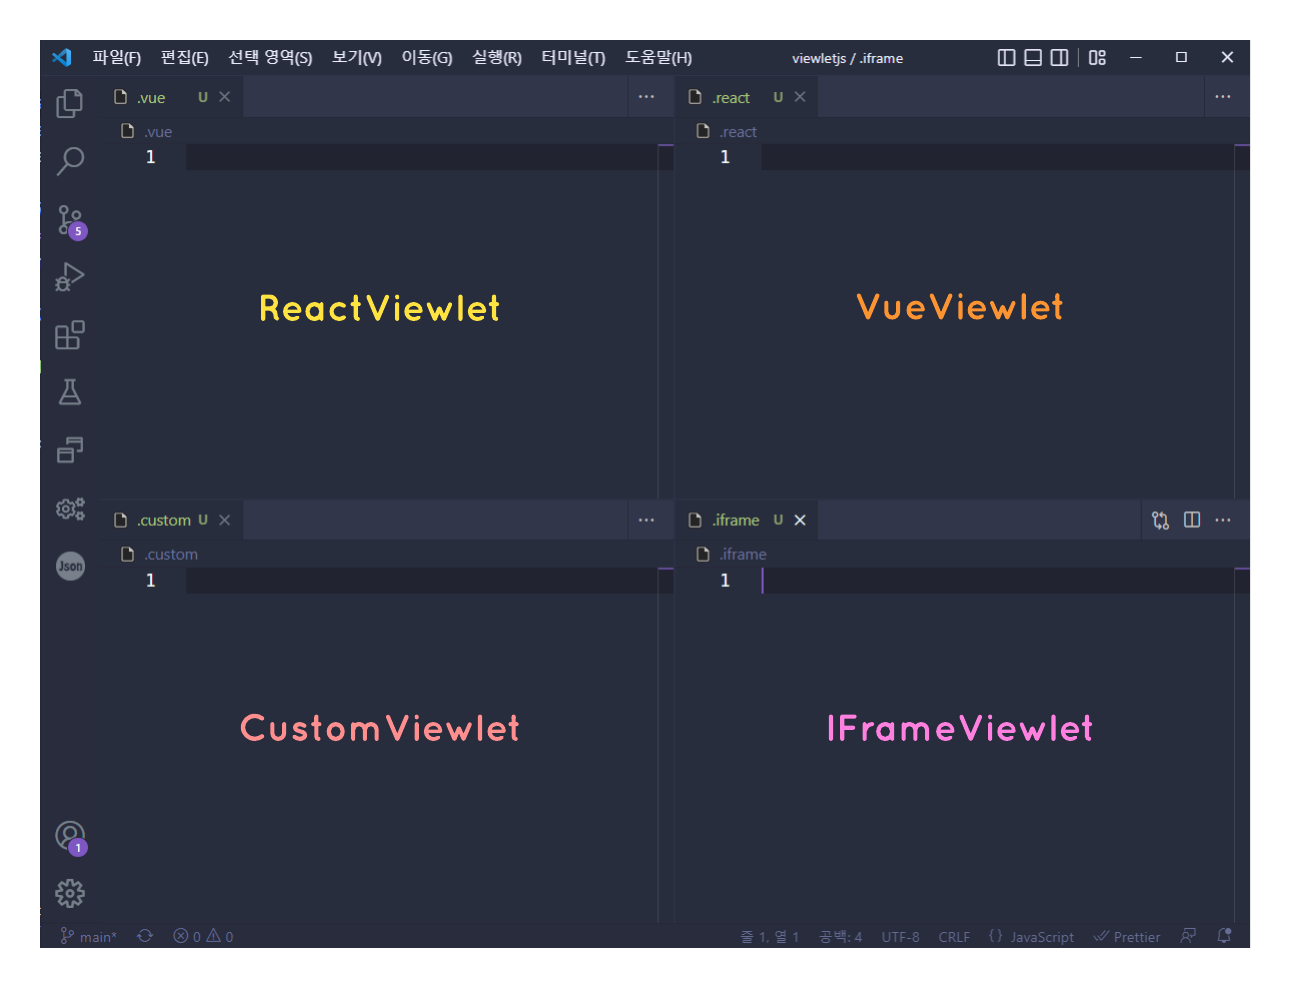 파일(F) 편집(E) 선택 영역(S) 보기(V) 이동(G) 실행(R) 터미널(T) 도움말(H) viewletjs / .iframe
.vue U
.react U
.vue
.react
1
1
5
ReactViewlet
VueViewlet
.custom U
.iframe U
.custom
.iframe
Json
1
1
CustomViewlet
IFrameViewlet
1
main* 0 0 줄 1, 열 1 공백: 4 UTF-8 CRLF {} JavaScript Prettier